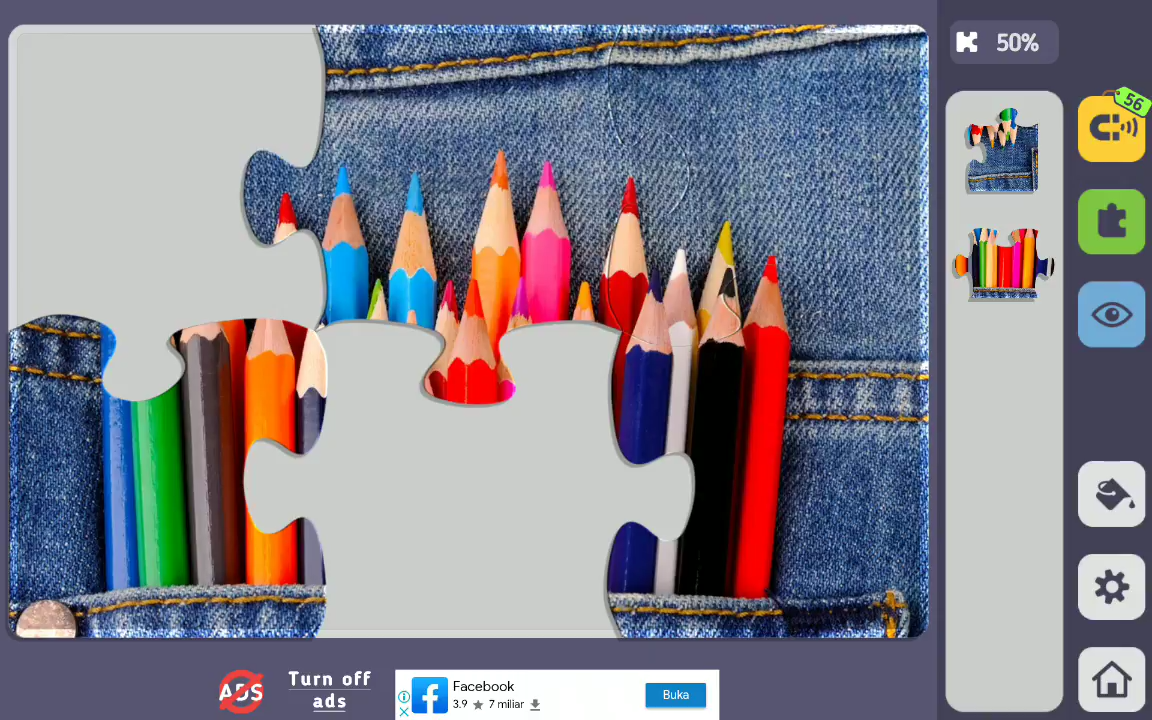 50%
56
ADS
Turn off
ads
Facebook
3.9 ★ 7 miliar
Buka